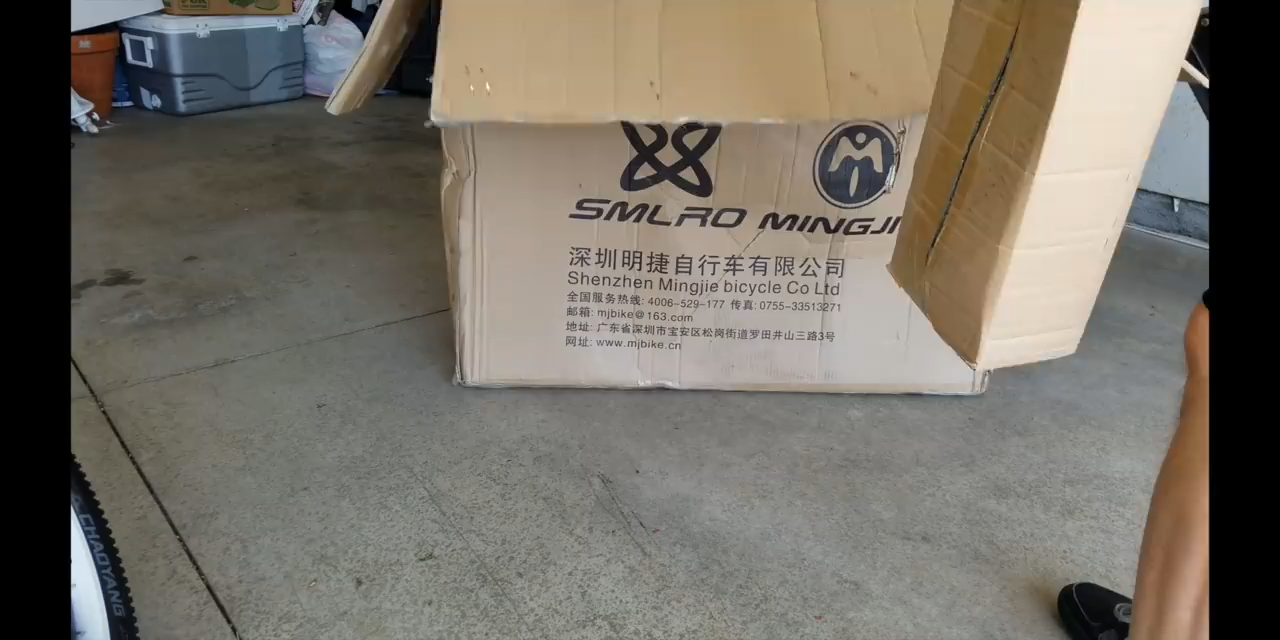 SMLRO MINGJI
深圳明捷自行车有限公司
Shenzhen Mingjie bicycle Co Ltd
全国服务热线: 4006-529-177 传真: 0755-33513271
邮箱: mjbike@163.com
地址: 广东省深圳市宝安区松岗街道罗田井山三路3号
网址: www.mjbike.cn
CHAOYANG